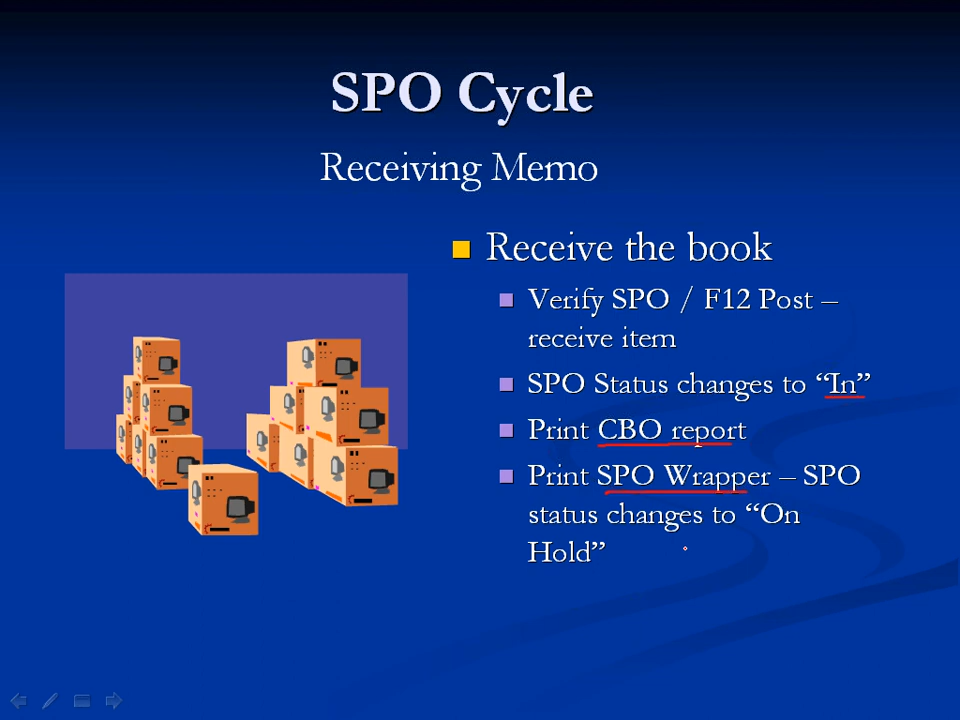 SPO Cycle
Receiving Memo
Receive the book
Verify SPO / F12 Post –
receive item
SPO Status changes to “In”
Print CBO report
Print SPO Wrapper – SPO
status changes to “On
Hold”